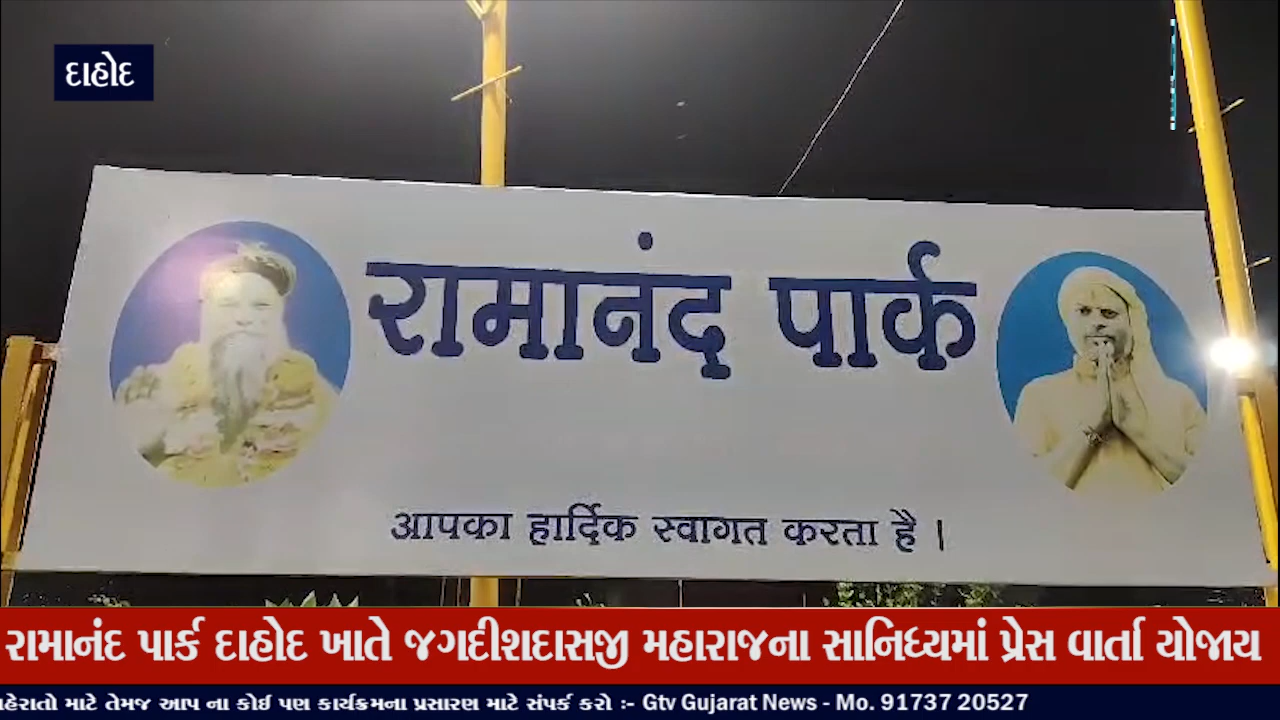 દાહોદ
रामानंद पार्क
आपका हार्दिक स्वागत करता है ।
રામાનંદ પાર્ક દાહોદ ખાતે જગદીશદાસજી મહારાજના સાનિધ્યમાં પ્રેસ વાર્તા યોજાય
માટે તેમજ આપ ના કોઈ પણ કાર્યક્રમના પ્રસારણ માટે સંપર્ક કરો :- Gtv Gujarat News - Mo. 91737 20527